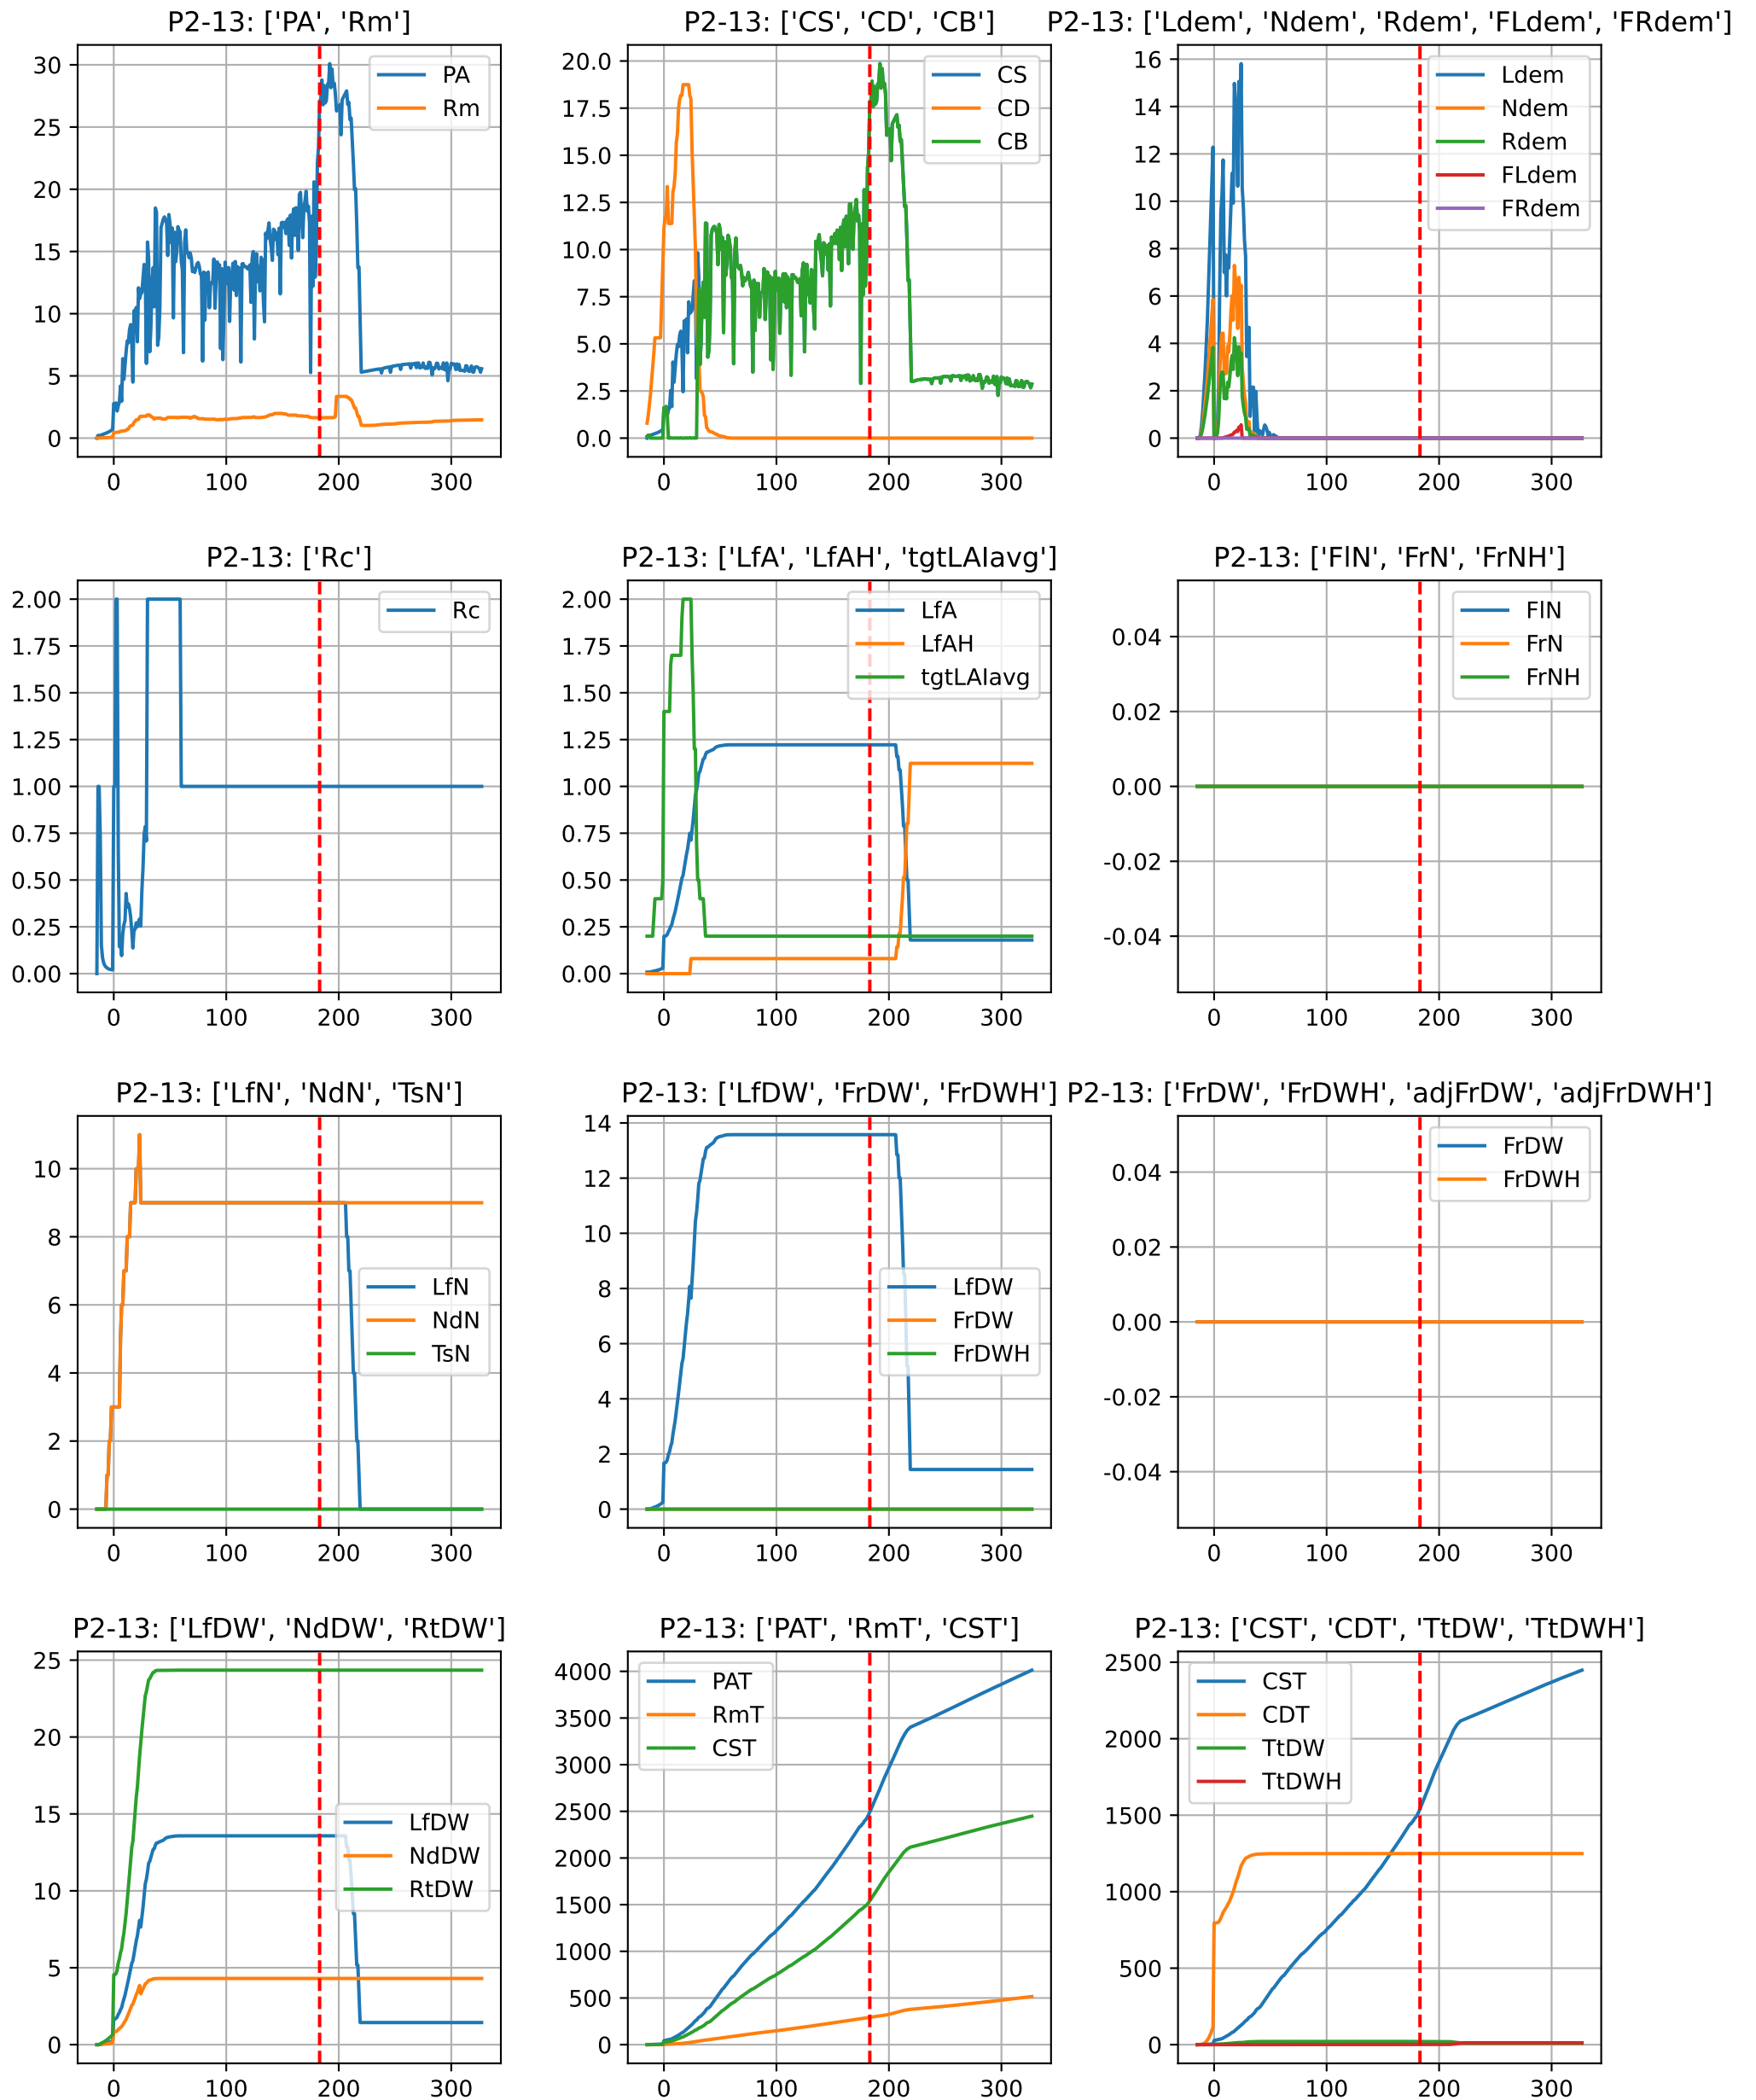 P2-13: ['PA', 'Rm']
30
25
20
15
10
5
0
0 100 200 300
PA
Rm
P2-13: ['CS', 'CD', 'CB']
20.0
17.5
15.0
12.5
10.0
7.5
5.0
2.5
0.0
0 100 200 300
CS
CD
CB
P2-13: ['Ldem', 'Ndem', 'Rdem', 'FLdem', 'FRdem']
16
14
12
10
8
6
4
2
0
0 100 200 300
Ldem
Ndem
Rdem
FLdem
FRdem
P2-13: ['Rc']
2.00
1.75
1.50
1.25
1.00
0.75
0.50
0.25
0.00
0 100 200 300
Rc
P2-13: ['LfA', 'LfAH', 'tgtLAIavg']
2.00
1.75
1.50
1.25
1.00
0.75
0.50
0.25
0.00
0 100 200 300
LfA
LfAH
tgtLAIavg
P2-13: ['FlN', 'FrN', 'FrNH']
0.04
0.02
0.00
-0.02
-0.04
0 100 200 300
FlN
FrN
FrNH
P2-13: ['LfN', 'NdN', 'TsN']
10
8
6
4
2
0
0 100 200 300
LfN
NdN
TsN
P2-13: ['LfDW', 'FrDW', 'FrDWH']
14
12
10
8
6
4
2
0
0 100 200 300
LfDW
FrDW
FrDWH
P2-13: ['FrDW', 'FrDWH', 'adjFrDW', 'adjFrDWH']
0.04
0.02
0.00
-0.02
-0.04
0 100 200 300
FrDW
FrDWH
P2-13: ['LfDW', 'NdDW', 'RtDW']
25
20
15
10
5
0
0 100 200 300
LfDW
NdDW
RtDW
P2-13: ['PAT', 'RmT', 'CST']
4000
3500
3000
2500
2000
1500
1000
500
0
0 100 200 300
PAT
RmT
CST
P2-13: ['CST', 'CDT', 'TtDW', 'TtDWH']
2500
2000
1500
1000
500
0
0 100 200 300
CST
CDT
TtDW
TtDWH